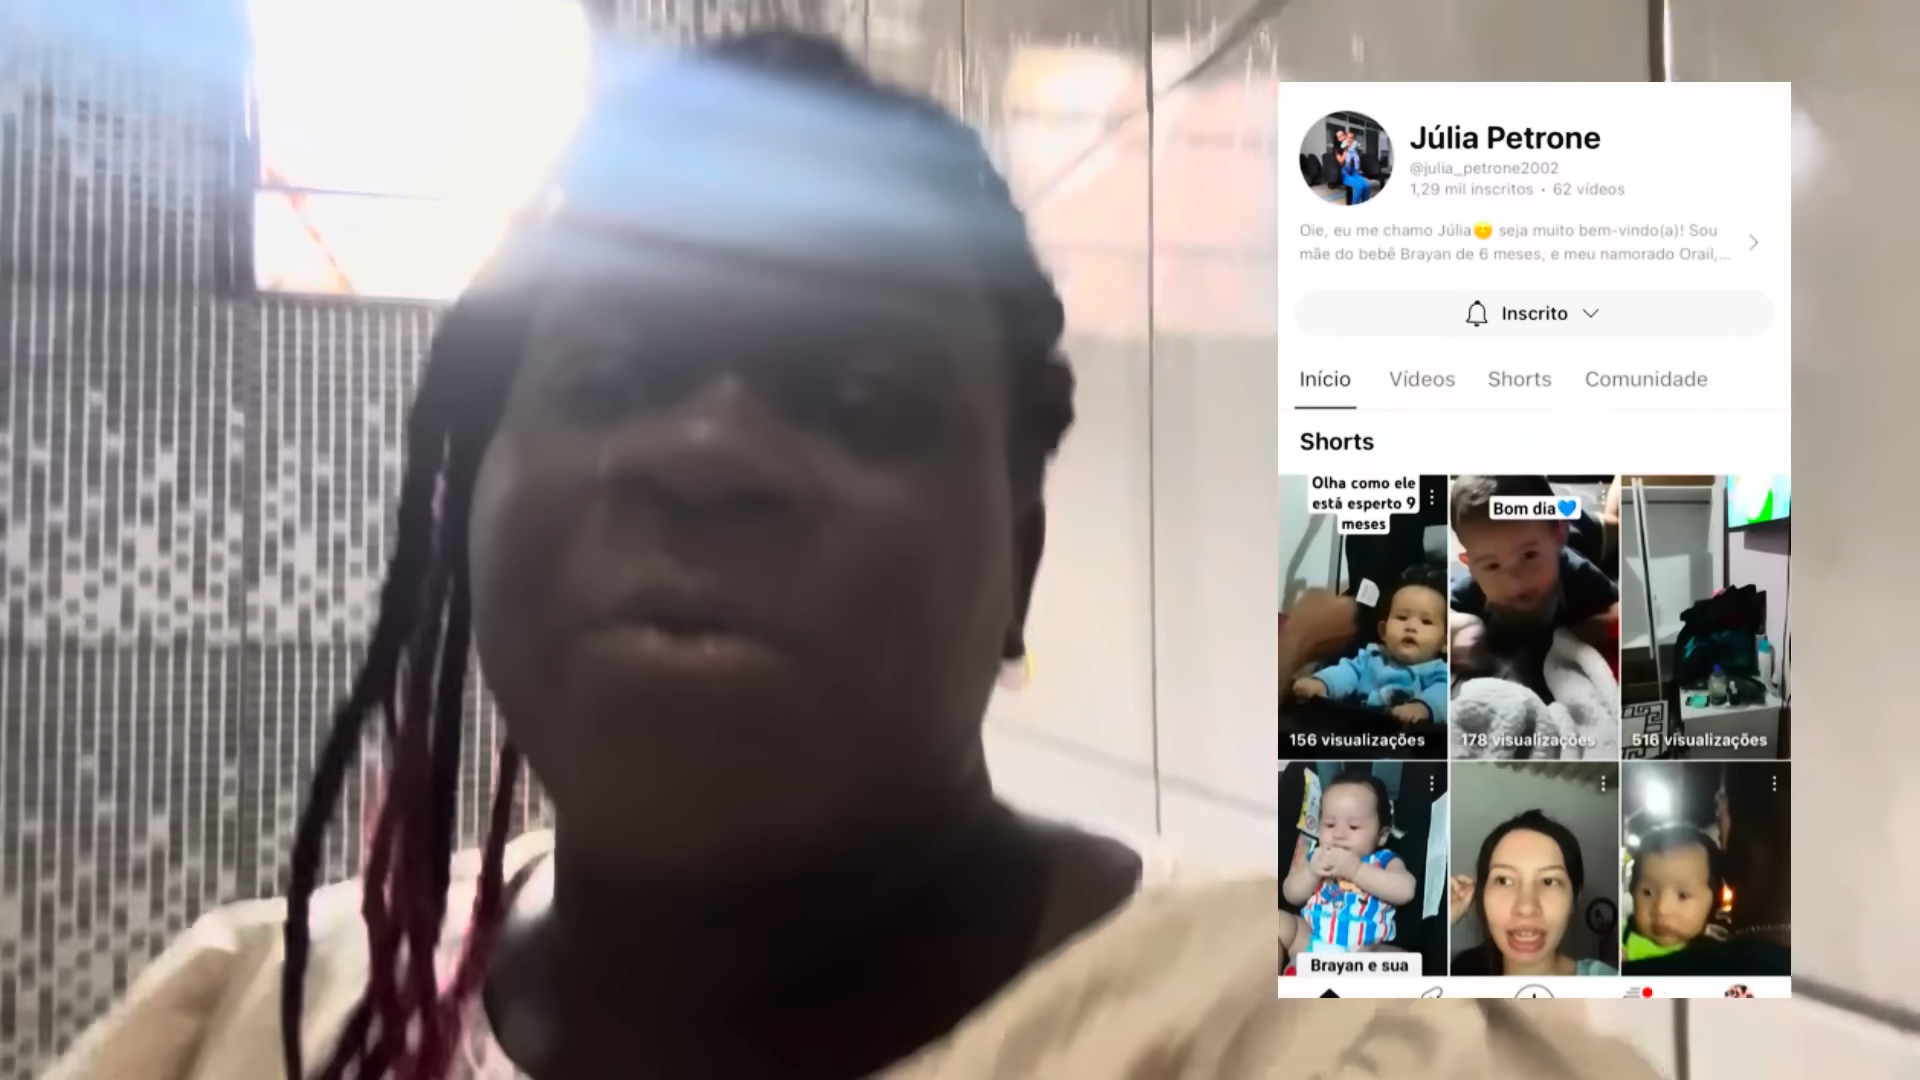 Júlia Petrone
@julia_petrone2002
1,29 mil inscritos • 62 vídeos
Oie, eu me chamo Júlia😊 seja muito bem-vindo(a)! Sou
mãe do bebê Brayan de 6 meses, e meu namorado Orail,...
Inscrito
Início Vídeos Shorts Comunidade
Shorts
Olha como ele
está esperto 9
meses
Bom dia💙
156 visualizações
178 visualizações
516 visualizações
Brayan e sua